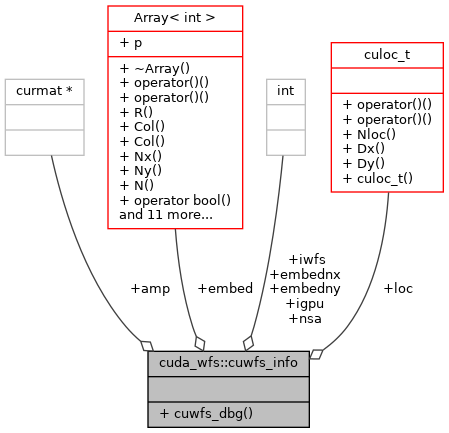 Array< int >
+ p
+ ~Array()
+ operator()()
+ operator()()
+ R()
+ Col()
+ Col()
+ Nx()
+ Ny()
+ N()
+ operator bool()
and 11 more...
curmat *
int
culoc_t
+ operator()()
+ operator()()
+ Nloc()
+ Dx()
+ Dy()
+ culoc_t()
+amp
+embed
+iwfs
+embednx
+embedny
+igpu
+nsa
+loc
cuda_wfs::cuwfs_info
+ cuwfs_dbg()